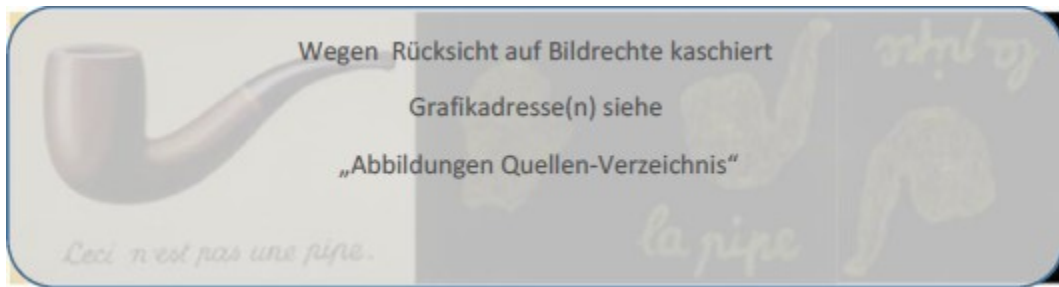 Wegen Rücksicht auf Bildrechte kaschiert
Grafikadresse(n) siehe
„Abbildungen Quellen-Verzeichnis“
la pipe
Ceci n'est pas une pipe.
la pipe